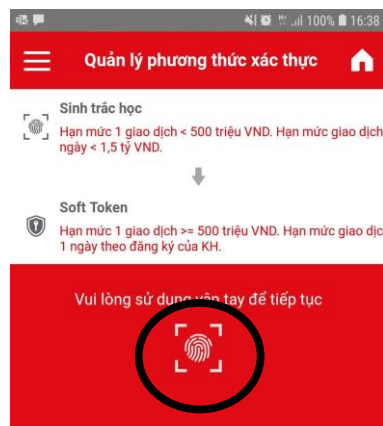 100% 16:38
Quản lý phương thức xác thực
Sinh trắc học
Hạn mức 1 giao dịch < 500 triệu VND. Hạn mức giao dịch
ngày < 1,5 tỷ VND.
Soft Token
Hạn mức 1 giao dịch >= 500 triệu VND. Hạn mức giao dịc
1 ngày theo đăng ký của KH.
Vui lòng sử dụng vân tay để tiếp tục